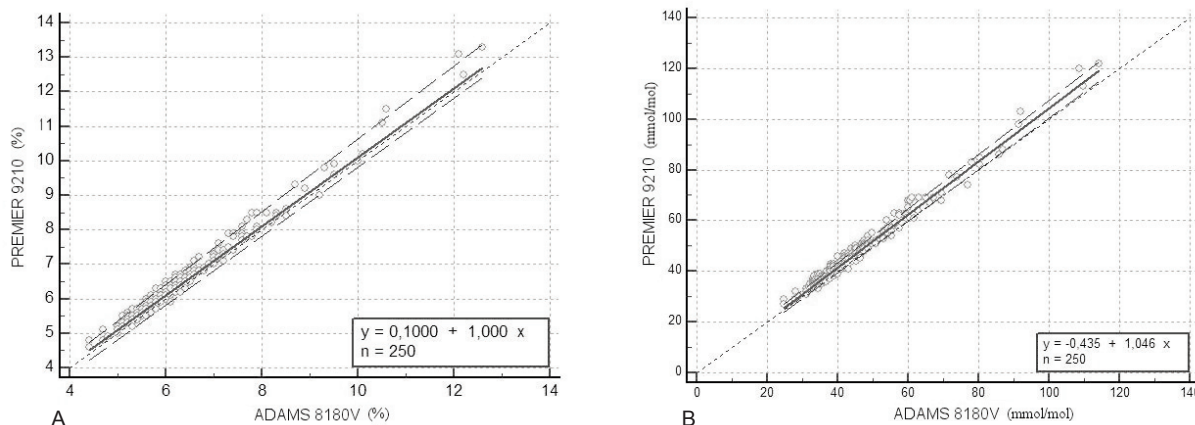 14
13
12
11
10
9
8
7
6
5
4
PREMIER 9210 (%)
y = 0,1000 + 1,000 x
n = 250
4 6 8 10 12 14
A
ADAMS 8180V (%)
140
120
100
80
60
40
20
0
PREMIER 9210 (mmol/mol)
y = -0,435 + 1,046 x
n = 250
0 20 40 60 80 100 120 140
B
ADAMS 8180V (mmol/mol)